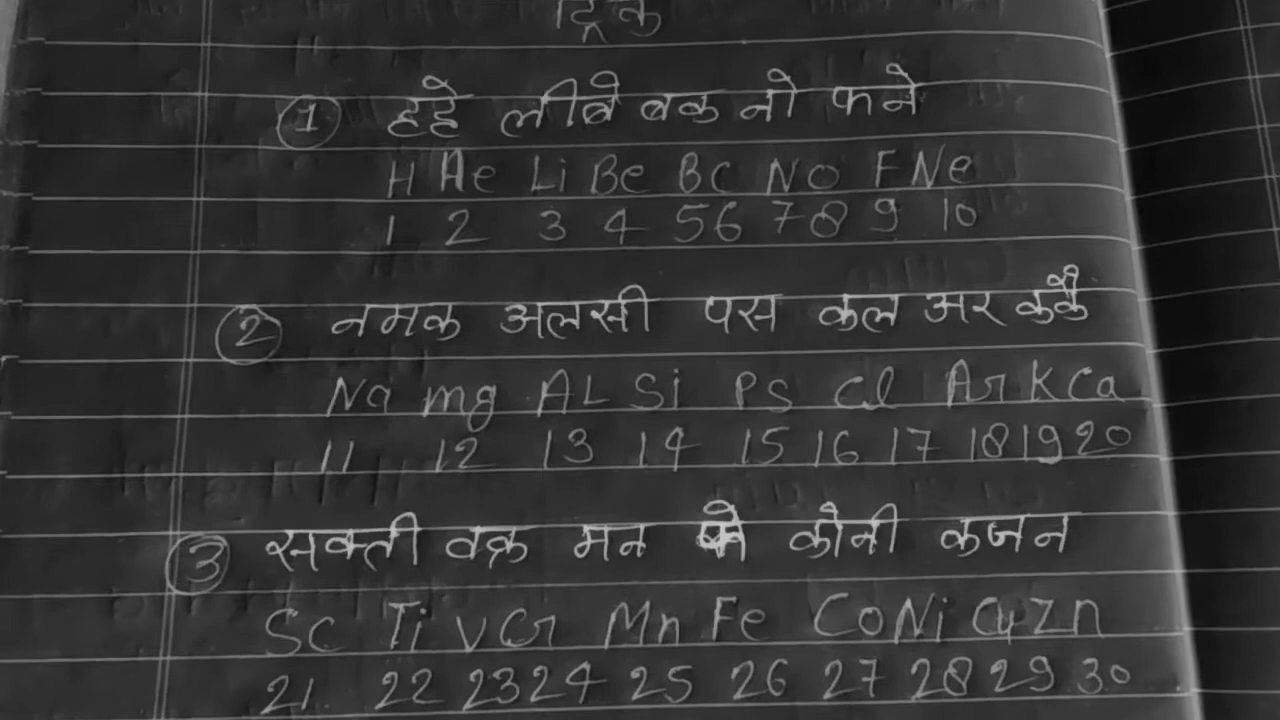 ट्रिक
① हहे लीबे बक नो फने
H He Li Be B C N O F Ne
1 2 3 4 5 6 7 8 9 10
② नमक अलसी पस कल अर ककै
Na mg AL Si P S Cl Ar K Ca
11 12 13 14 15 16 17 18 19 20
③ सक्ती वक्र मन फे कोनी कजन
Sc Ti V Cr Mn Fe Co Ni Cu Zn
21. 22 23 24 25 26 27 28 29 30